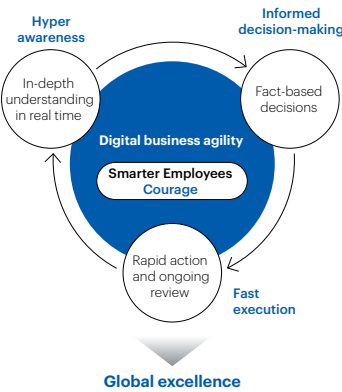 Hyper
awareness
Informed
decision-making
In-depth
understanding
in real time
Fact-based
decisions
Digital business agility
Smarter Employees
Courage
Rapid action
and ongoing
review
Fast
execution
Global excellence